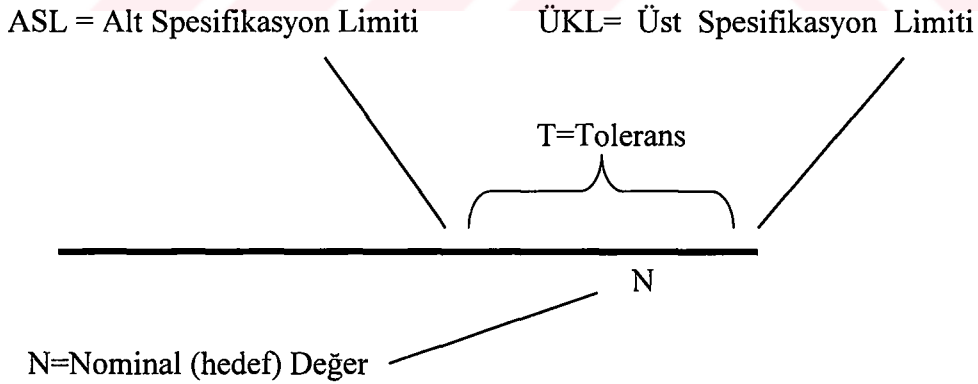 ASL = Alt Spesifikasyon Limiti ÜKL= Üst Spesifikasyon Limiti
T=Tolerans
N
N=Nominal (hedef) Değer